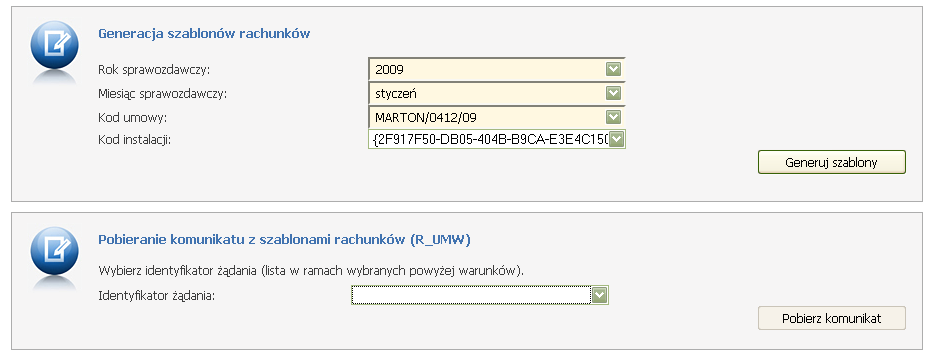 Generacja szablonów rachunków
Rok sprawozdawczy: 2009
Miesiąc sprawozdawczy: styczeń
Kod umowy: MARTON/0412/09
Kod instalacji: {2F917F50-DB05-404B-B9CA-E3E4C150
Generuj szablony
Pobieranie komunikatu z szablonami rachunków (R_UMW)
Wybierz identyfikator żądania (lista w ramach wybranych powyżej warunków).
Identyfikator żądania:
Pobierz komunikat